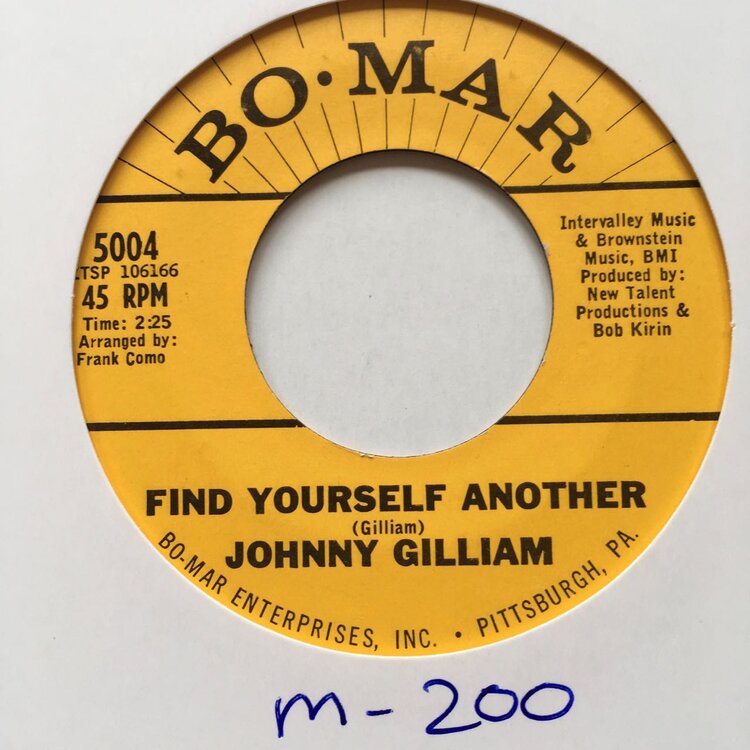 BO•MAR
5004
TSP 106166
45 RPM
Time: 2:25
Arranged by:
Frank Como
Intervalley Music
& Brownstein
Music, BMI
Produced by:
New Talent
Productions &
Bob Kirin
FIND YOURSELF ANOTHER
(Gilliam)
JOHNNY GILLIAM
BO-MAR ENTERPRISES, INC. • PITTSBURGH, PA.
m - 200